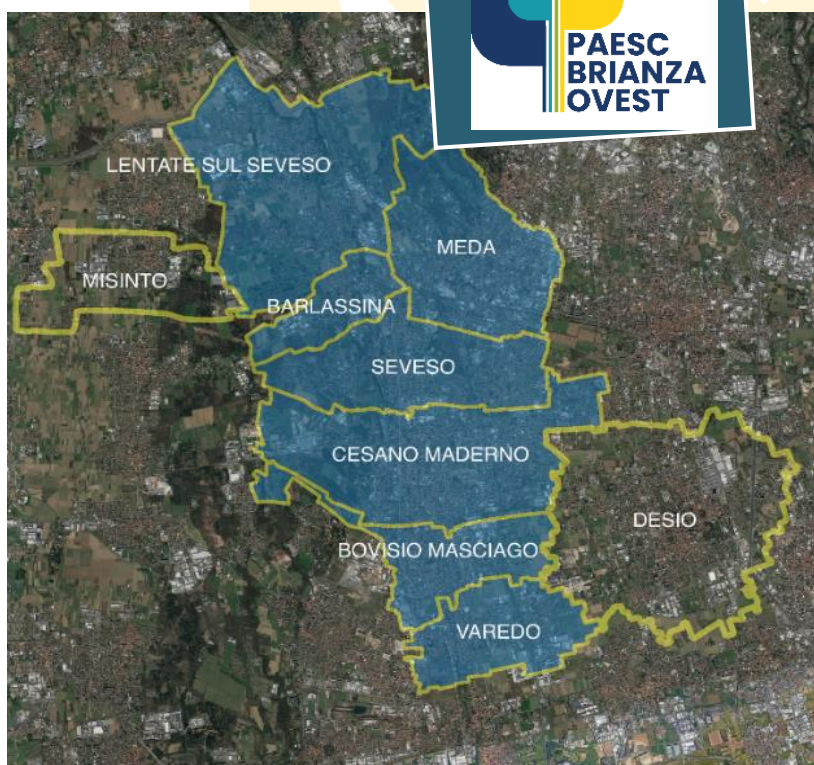 PAESC
BRIANZA
OVEST
LENTATE SUL SEVESO
MEDA
MISINTO
BARLASSINA
SEVESO
CESANO MADERNO
DESIO
BOVISIO MASCIAGO
VAREDO